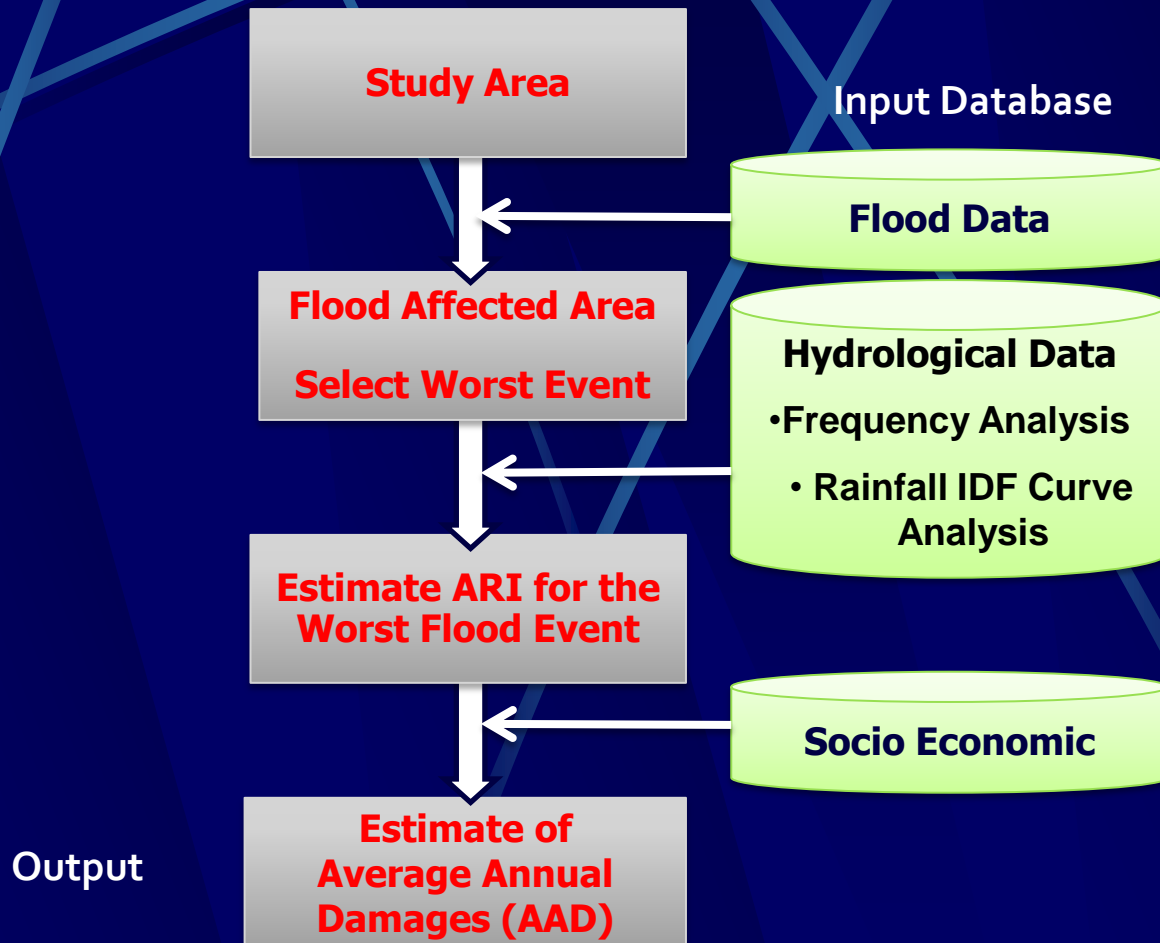 Study Area
Input Database
Flood Data
Flood Affected Area
Select Worst Event
Hydrological Data
•Frequency Analysis
• Rainfall IDF Curve
Analysis
Estimate ARI for the
Worst Flood Event
Socio Economic
Output
Estimate of
Average Annual
Damages (AAD)